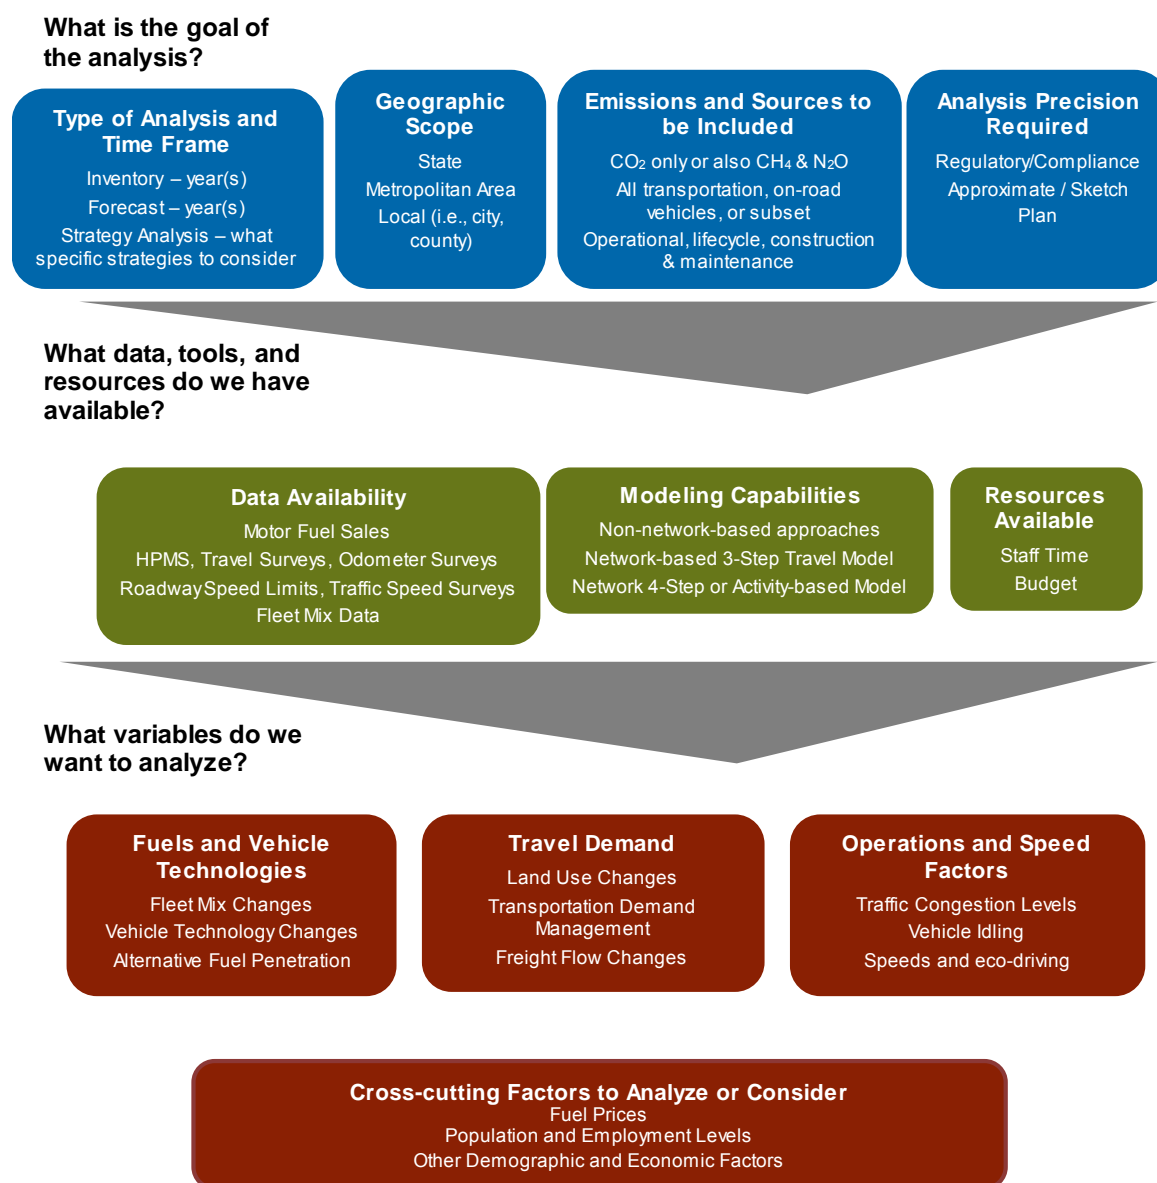 What is the goal of
the analysis?
Type of Analysis and
Time Frame
Inventory – year(s)
Forecast – year(s)
Strategy Analysis – what
specific strategies to consider
Geographic
Scope
State
Metropolitan Area
Local (i.e., city,
county)
Emissions and Sources to
be Included
CO₂ only or also CH₄ & N₂O
All transportation, on-road
vehicles, or subset
Operational, lifecycle, construction
& maintenance
Analysis Precision
Required
Regulatory/Compliance
Approximate / Sketch
Plan
What data, tools, and
resources do we have
available?
Data Availability
Motor Fuel Sales
HPMS, Travel Surveys, Odometer Surveys
Roadway Speed Limits, Traffic Speed Surveys
Fleet Mix Data
Modeling Capabilities
Non-network-based approaches
Network-based 3-Step Travel Model
Network 4-Step or Activity-based Model
Resources
Available
Staff Time
Budget
What variables do we
want to analyze?
Fuels and Vehicle
Technologies
Fleet Mix Changes
Vehicle Technology Changes
Alternative Fuel Penetration
Travel Demand
Land Use Changes
Transportation Demand
Management
Freight Flow Changes
Operations and Speed
Factors
Traffic Congestion Levels
Vehicle Idling
Speeds and eco-driving
Cross-cutting Factors to Analyze or Consider
Fuel Prices
Population and Employment Levels
Other Demographic and Economic Factors